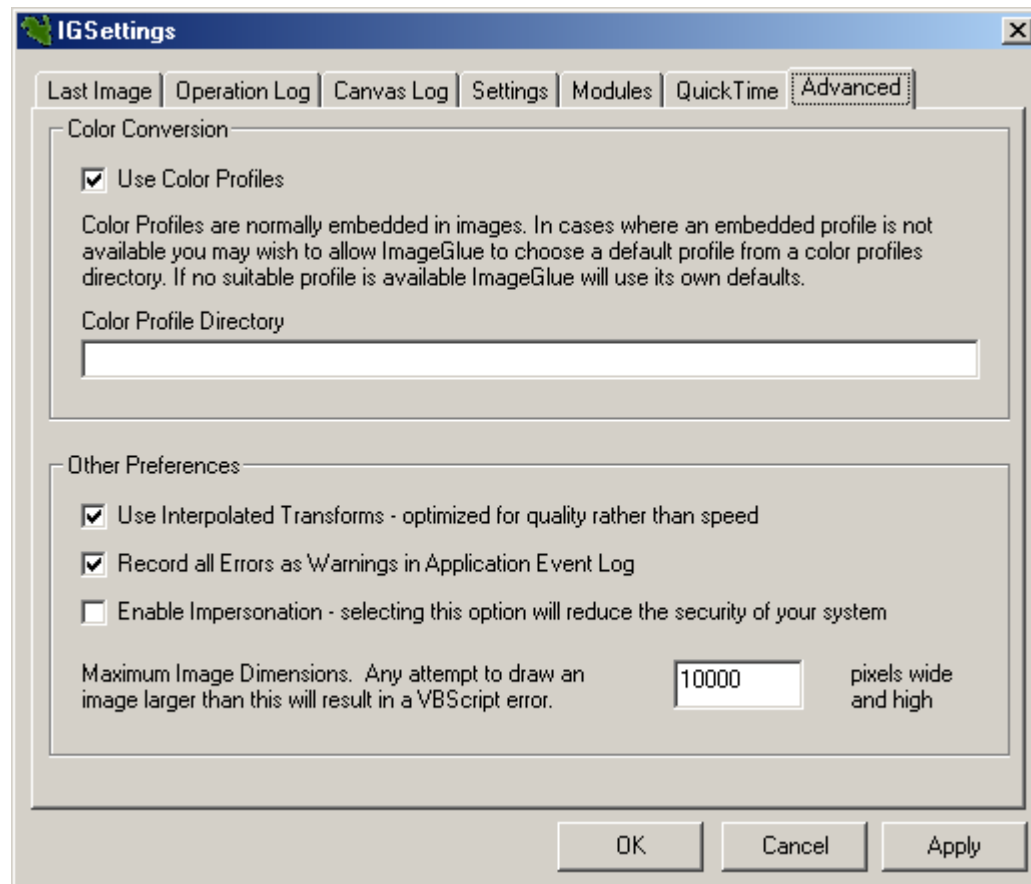 IGSettings
Last Image
Operation Log
Canvas Log
Settings
Modules
QuickTime
Advanced
Color Conversion
Use Color Profiles
Color Profiles are normally embedded in images. In cases where an embedded profile is not
available you may wish to allow ImageGlue to choose a default profile from a color profiles
directory. If no suitable profile is available ImageGlue will use its own defaults.
Color Profile Directory
Other Preferences
Use Interpolated Transforms - optimized for quality rather than speed
Record all Errors as Warnings in Application Event Log
Enable Impersonation - selecting this option will reduce the security of your system
Maximum Image Dimensions. Any attempt to draw an
image larger than this will result in a VBScript error.
10000
pixels wide
and high
OK
Cancel
Apply